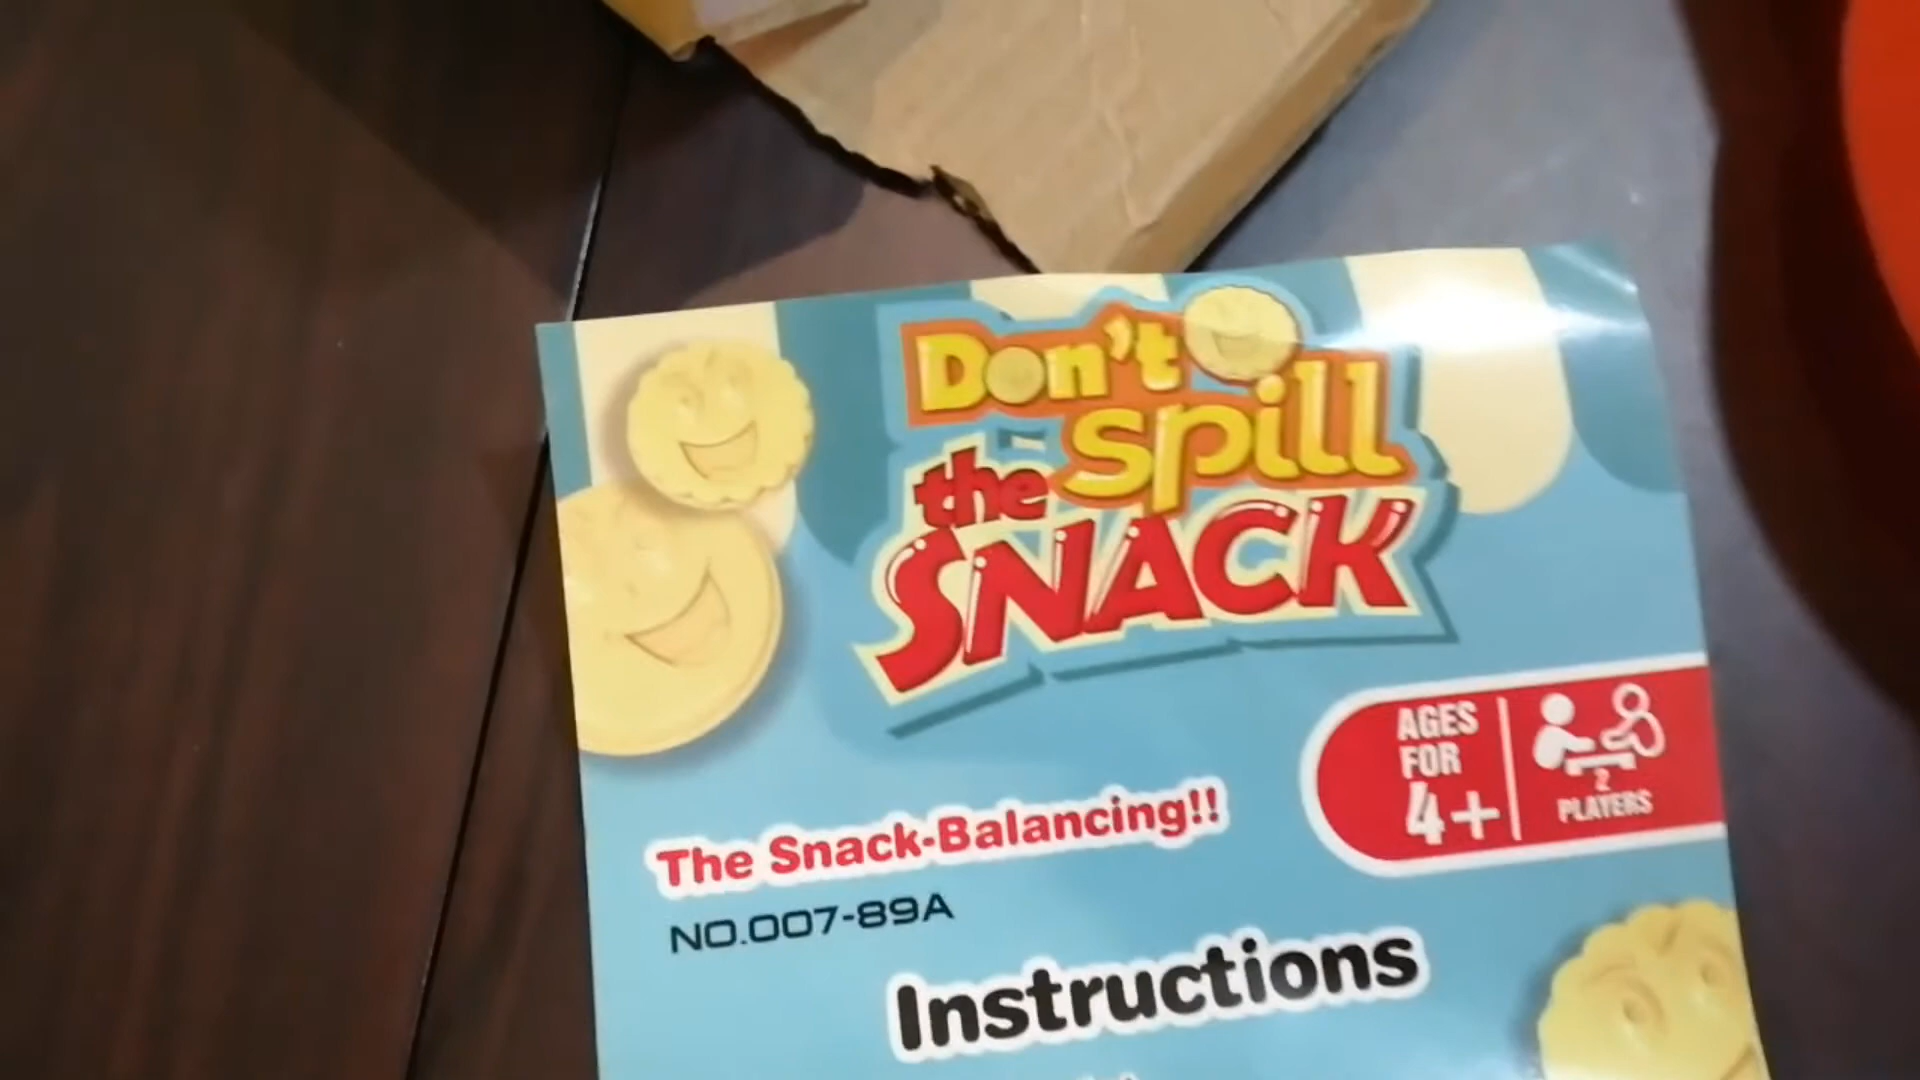 Don't
spill
the
SNACK
AGES
FOR
4+
2
PLAYERS
The Snack-Balancing!!
NO.007-89A
Instructions